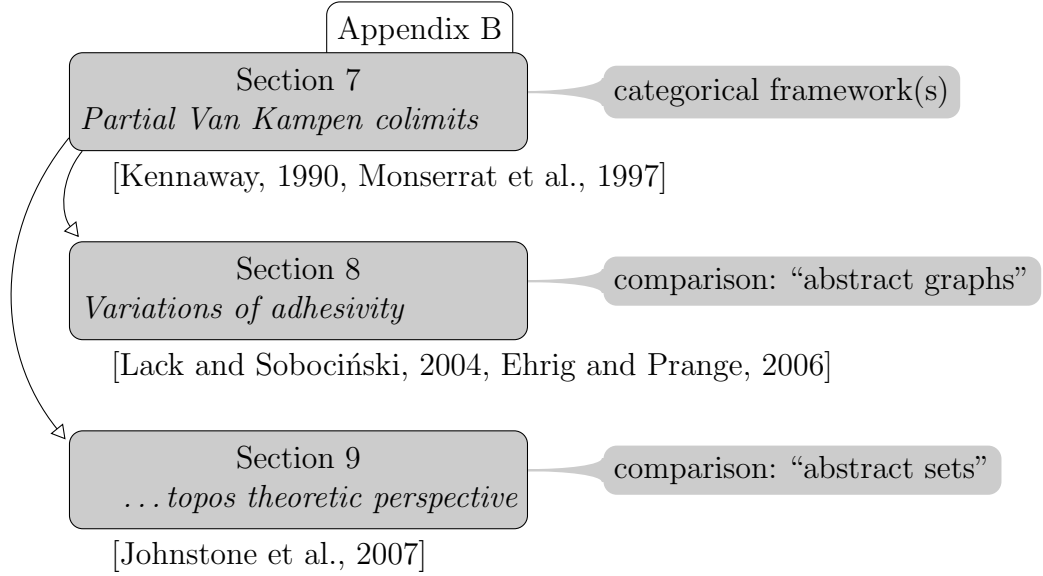 Appendix B
Section 7
Partial Van Kampen colimits
categorical framework(s)
[Kennaway, 1990, Monserrat et al., 1997]
Section 8
Variations of adhesivity
comparison: “abstract graphs”
[Lack and Sobociński, 2004, Ehrig and Prange, 2006]
Section 9
...topos theoretic perspective
comparison: “abstract sets”
[Johnstone et al., 2007]